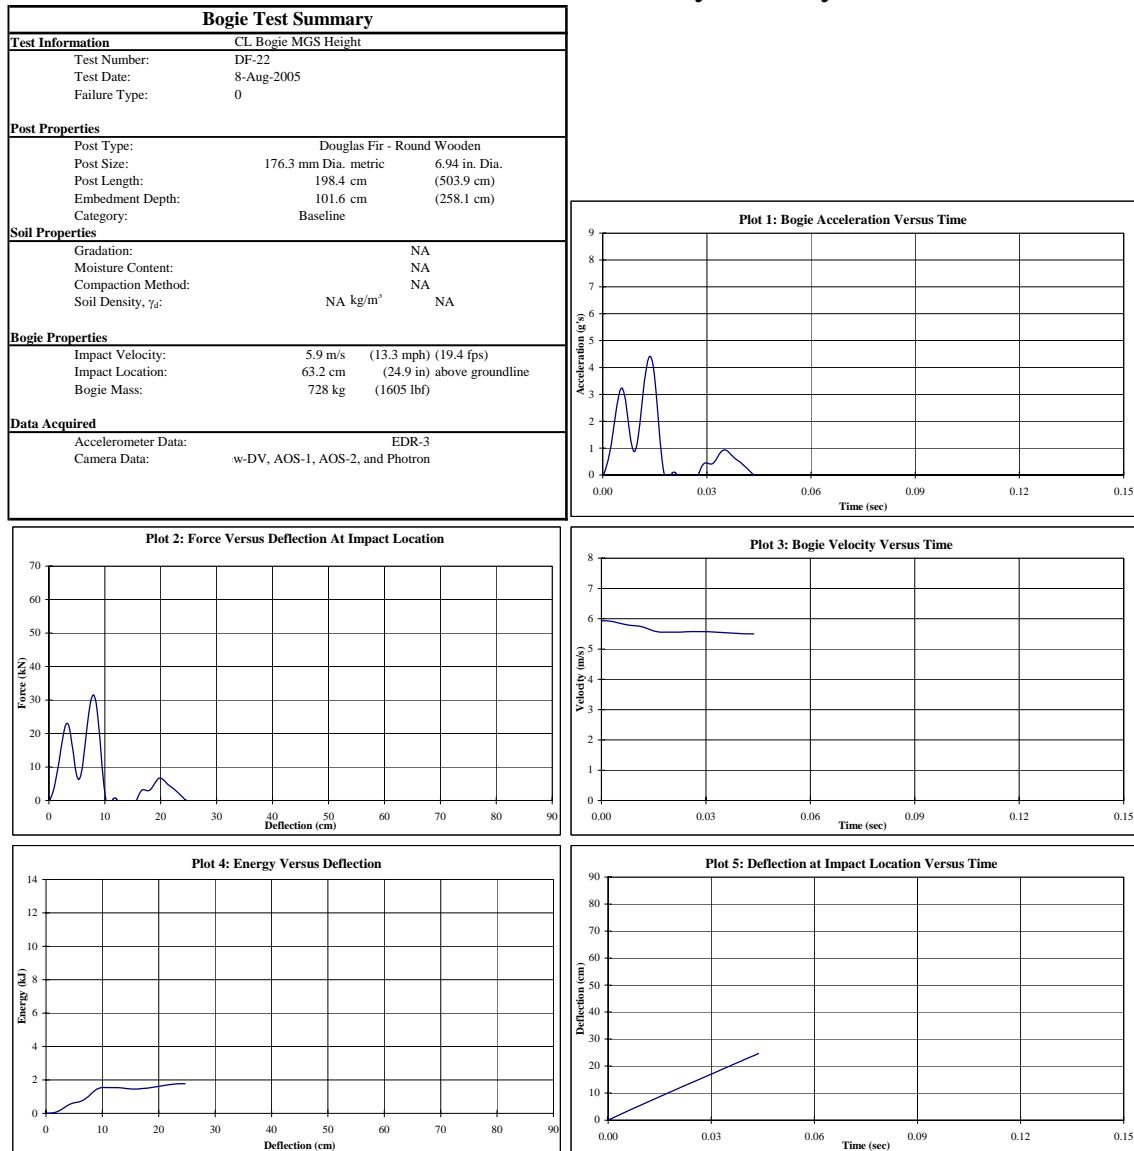 Bogie Test Summary
Test Information CL Bogie MGS Height
Test Number: DF-22
Test Date: 8-Aug-2005
Failure Type: 0
Post Properties
Post Type: Douglas Fir - Round Wooden
Post Size: 176.3 mm Dia. metric 6.94 in. Dia.
Post Length: 198.4 cm (503.9 cm)
Embedment Depth: 101.6 cm (258.1 cm)
Category: Baseline
Soil Properties
Gradation: NA
Moisture Content: NA
Compaction Method: NA
Soil Density, γd: NA kg/m³ NA
Bogie Properties
Impact Velocity: 5.9 m/s (13.3 mph) (19.4 fps)
Impact Location: 63.2 cm (24.9 in) above groundline
Bogie Mass: 728 kg (1605 lbf)
Data Acquired
Accelerometer Data: EDR-3
Camera Data: w-DV, AOS-1, AOS-2, and Photron
Plot 1: Bogie Acceleration Versus Time
Acceleration (g's)
9
8
7
6
5
4
3
2
1
0
0.00 0.03 0.06 0.09 0.12 0.15
Time (sec)
Plot 2: Force Versus Deflection At Impact Location
Force (kN)
70
60
50
40
30
20
10
0
0 10 20 30 40 50 60 70 80 90
Deflection (cm)
Plot 3: Bogie Velocity Versus Time
Velocity (m/s)
8
7
6
5
4
3
2
1
0
0.00 0.03 0.06 0.09 0.12 0.15
Time (sec)
Plot 4: Energy Versus Deflection
Energy (kJ)
14
12
10
8
6
4
2
0
0 10 20 30 40 50 60 70 80 90
Deflection (cm)
Plot 5: Deflection at Impact Location Versus Time
Deflection (cm)
90
80
70
60
50
40
30
20
10
0
0.00 0.03 0.06 0.09 0.12 0.15
Time (sec)